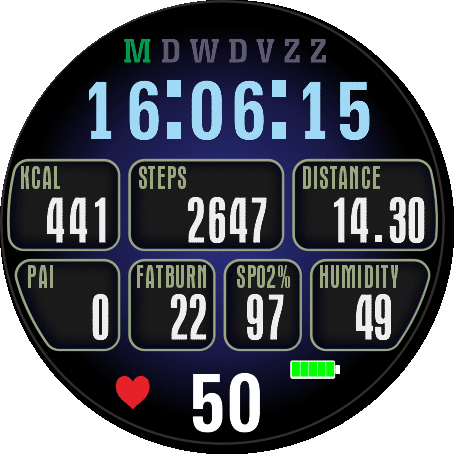 M D W D V Z Z
16:06:15
KCAL STEPS DISTANCE
441 2647 14.30
PAI FATBURN SPO2% HUMIDITY
0 22 97 49
50